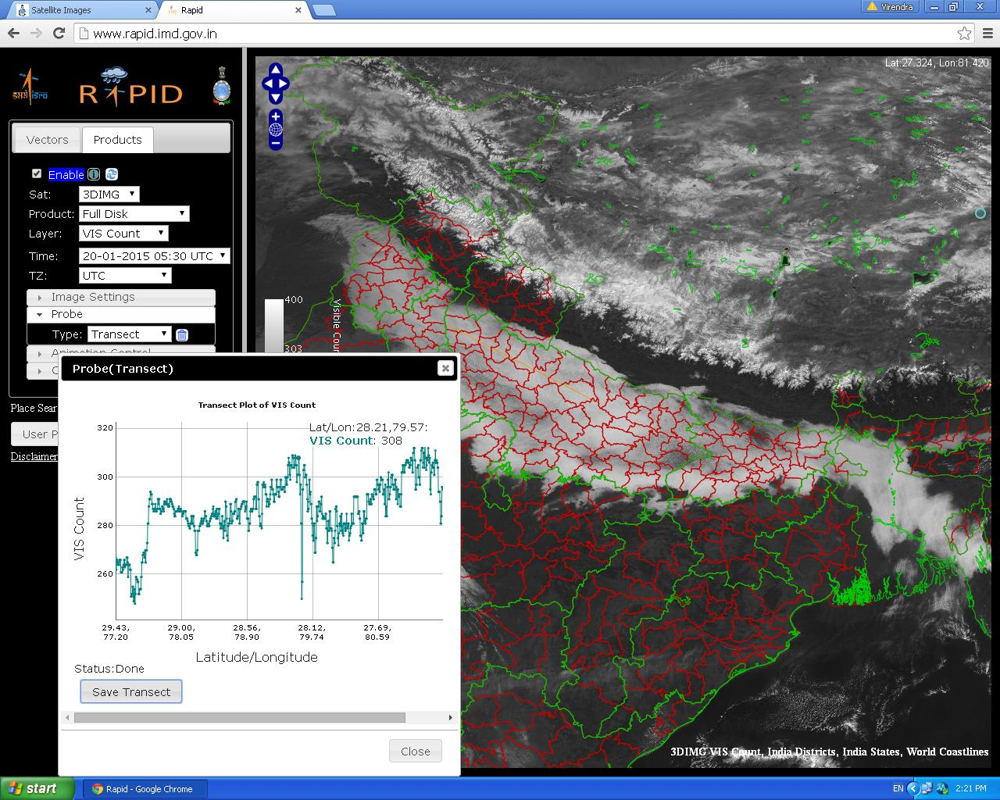 Satellite Images
Rapid
Virendra
www.rapid.imd.gov.in
इसरो isro
RAPID
Lat:27.324, Lon:81.420
Vectors
Products
Enable
Sat: 3DIMG
Product: Full Disk
Layer: VIS Count
Time: 20-01-2015 05:30 UTC
TZ: UTC
Image Settings
Probe
Type: Transect
Animation Control
400
303
Visible Coun
Probe(Transect)
Place Sear
User P
Disclaimer
Transect Plot of VIS Count
Lat/Lon:28.21,79.57:
VIS Count: 308
320
300
280
260
VIS Count
29.43, 29.00, 28.56, 28.12, 27.69,
77.20 78.05 78.90 79.74 80.59
Latitude/Longitude
Status:Done
Save Transect
Close
3DIMG VIS Count, India Districts, India States, World Coastlines
start
Rapid - Google Chrome
EN
2:21 PM